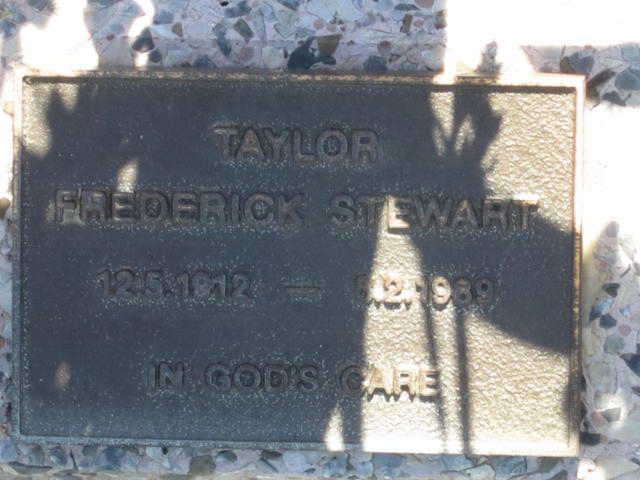 TAYLOR
FREDERICK STEWART
12.5.1912 — 5.2.1989
IN GOD'S CARE